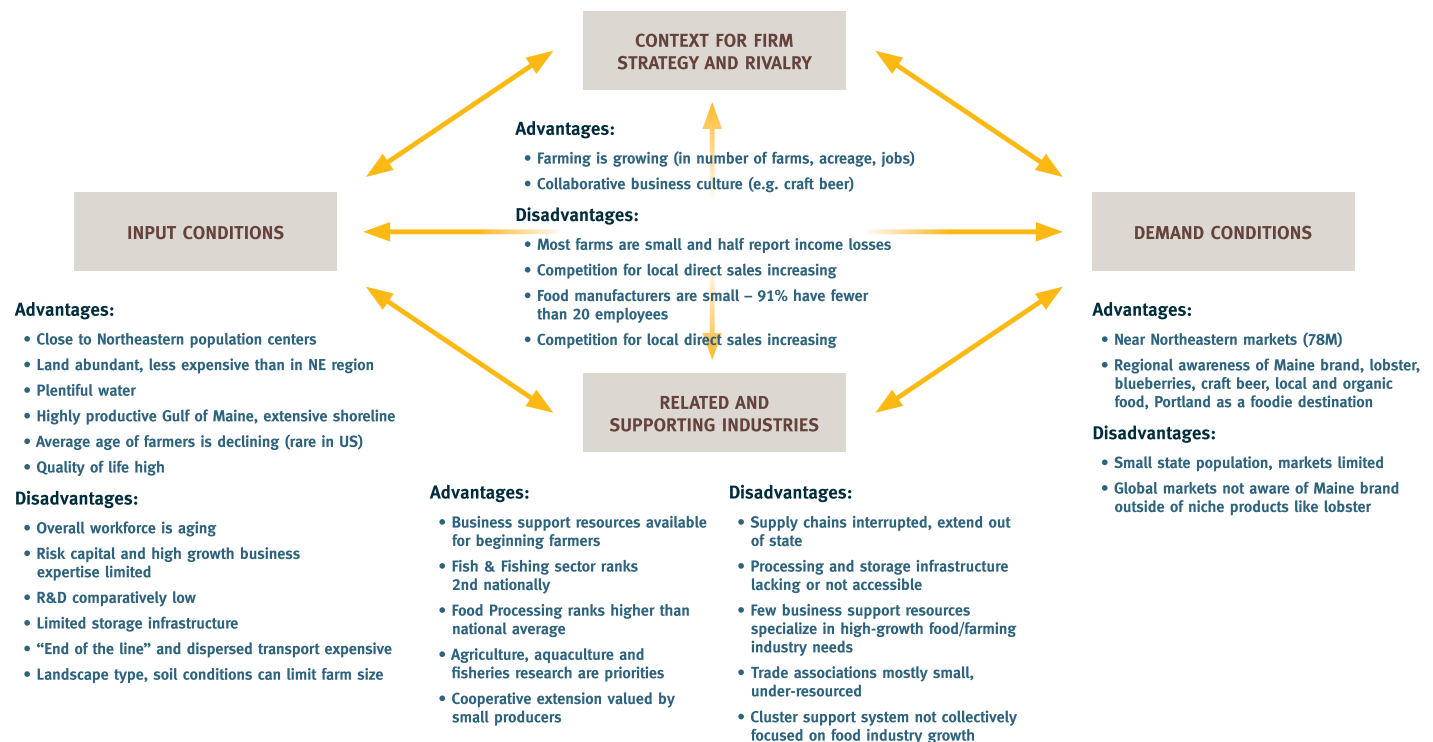 CONTEXT FOR FIRM
STRATEGY AND RIVALRY
Advantages:
• Farming is growing (in number of farms, acreage, jobs)
• Collaborative business culture (e.g. craft beer)
Disadvantages:
• Most farms are small and half report income losses
• Competition for local direct sales increasing
• Food manufacturers are small – 91% have fewer
than 20 employees
• Competition for local direct sales increasing
INPUT CONDITIONS
Advantages:
• Close to Northeastern population centers
• Land abundant, less expensive than in NE region
• Plentiful water
• Highly productive Gulf of Maine, extensive shoreline
• Average age of farmers is declining (rare in US)
• Quality of life high
Disadvantages:
• Overall workforce is aging
• Risk capital and high growth business
expertise limited
• R&D comparatively low
• Limited storage infrastructure
• “End of the line” and dispersed transport expensive
• Landscape type, soil conditions can limit farm size
DEMAND CONDITIONS
Advantages:
• Near Northeastern markets (78M)
• Regional awareness of Maine brand, lobster,
blueberries, craft beer, local and organic
food, Portland as a foodie destination
Disadvantages:
• Small state population, markets limited
• Global markets not aware of Maine brand
outside of niche products like lobster
RELATED AND
SUPPORTING INDUSTRIES
Advantages:
• Business support resources available
for beginning farmers
• Fish & Fishing sector ranks
2nd nationally
• Food Processing ranks higher than
national average
• Agriculture, aquaculture and
fisheries research are priorities
• Cooperative extension valued by
small producers
Disadvantages:
• Supply chains interrupted, extend out
of state
• Processing and storage infrastructure
lacking or not accessible
• Few business support resources
specialize in high-growth food/farming
industry needs
• Trade associations mostly small,
under-resourced
• Cluster support system not collectively
focused on food industry growth